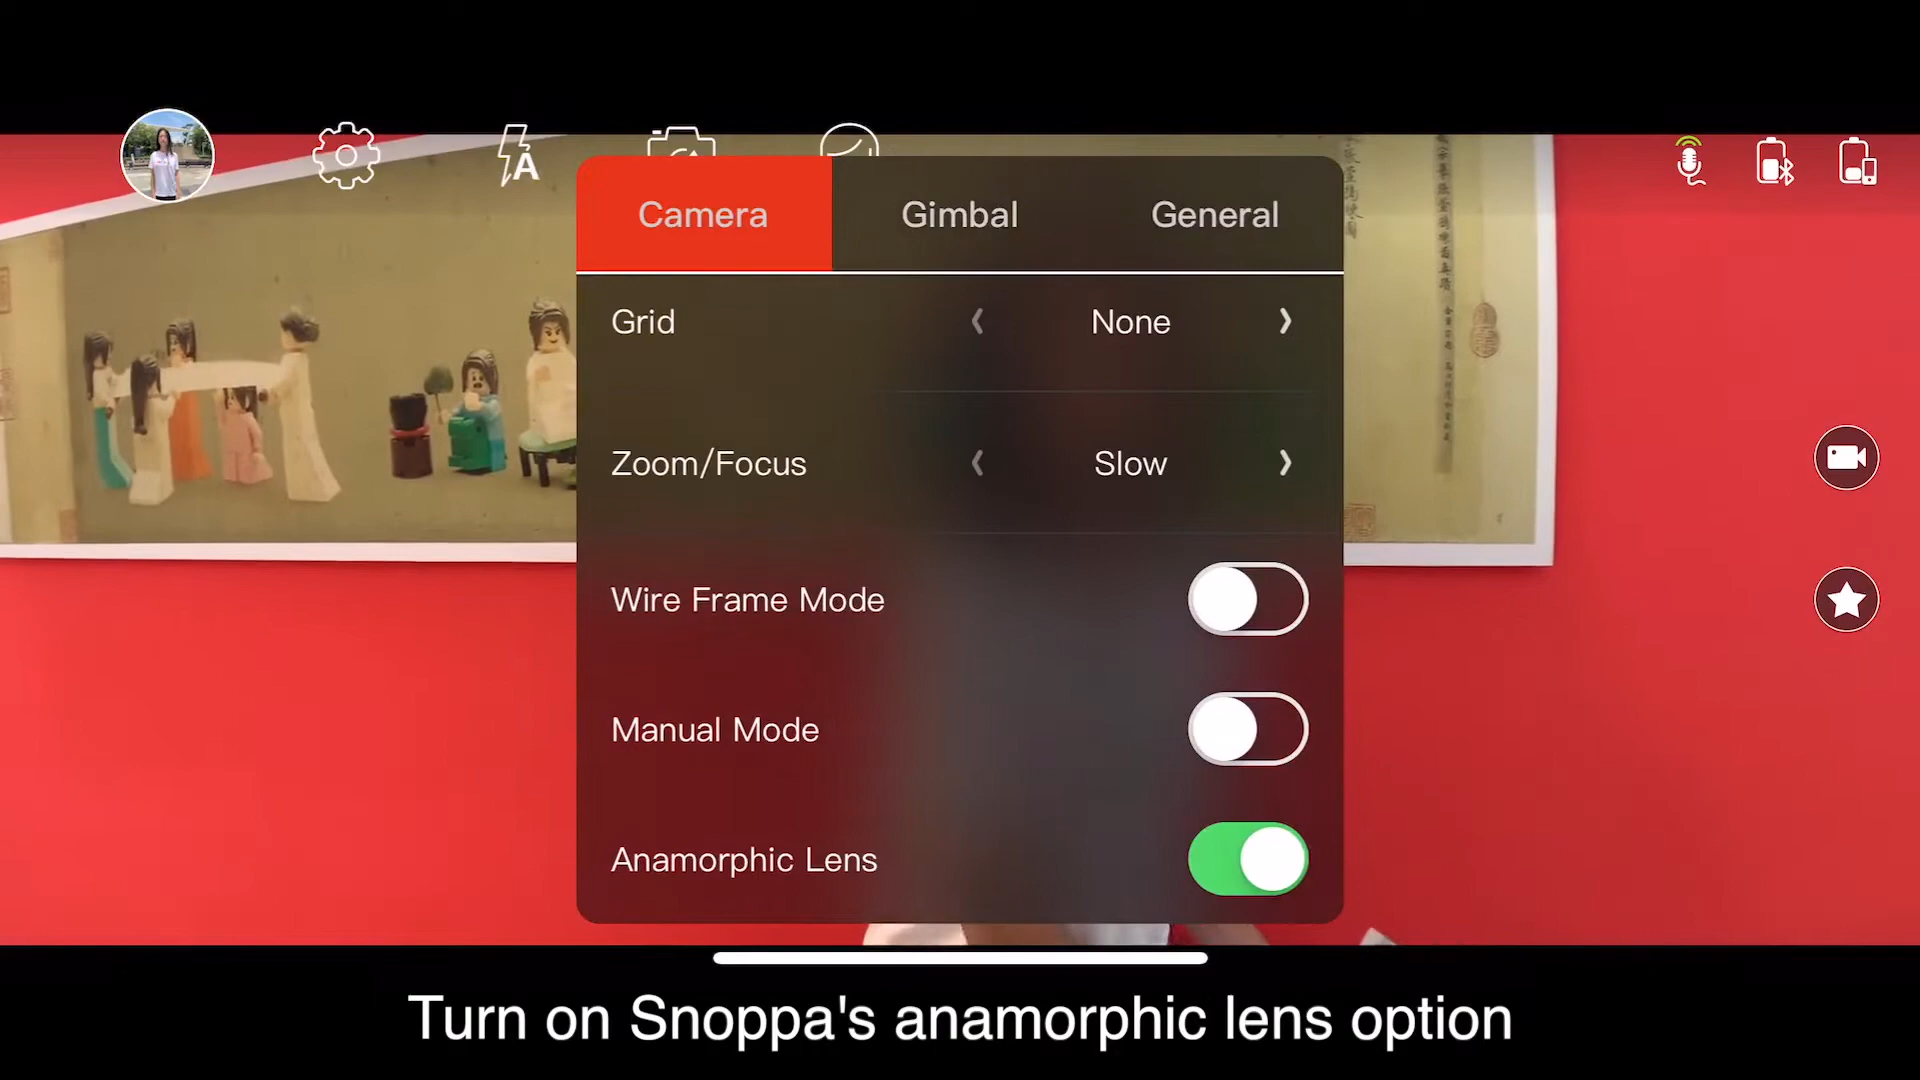 A
Camera Gimbal General
Grid None
Zoom/Focus Slow
Wire Frame Mode
Manual Mode
Anamorphic Lens
Turn on Snoppa's anamorphic lens option